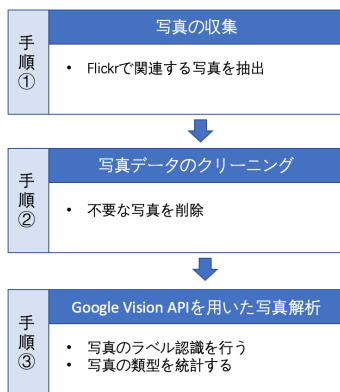 手順①
写真の収集
• Flickrで関連する写真を抽出
手順②
写真データのクリーニング
• 不要な写真を削除
手順③
Google Vision APIを用いた写真解析
• 写真のラベル認識を行う
• 写真の類型を統計する